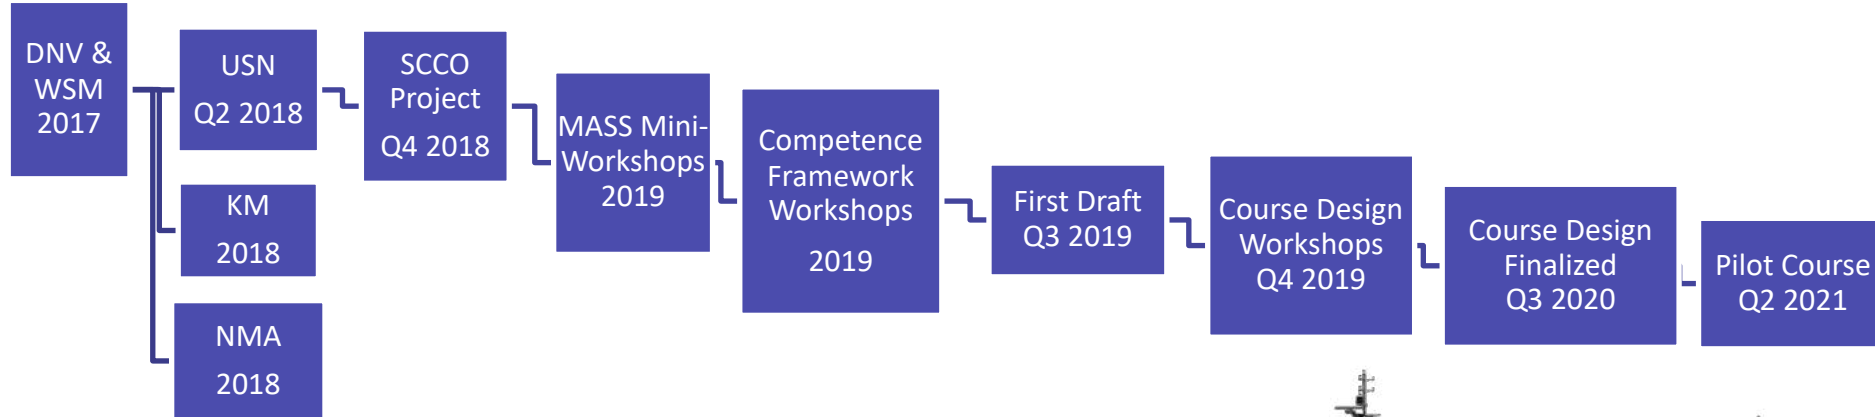 DNV &
WSM
2017
USN
Q2 2018
KM
2018
NMA
2018
SCCO
Project
Q4 2018
MASS Mini-
Workshops
2019
Competence
Framework
Workshops
2019
First Draft
Q3 2019
Course Design
Workshops
Q4 2019
Course Design
Finalized
Q3 2020
Pilot Course
Q2 2021